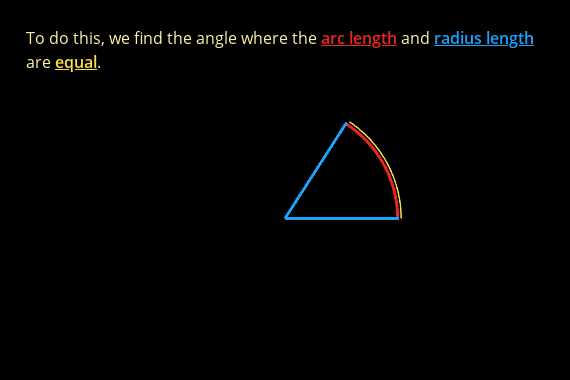 To do this, we find the angle where the arc length and radius length
are equal.